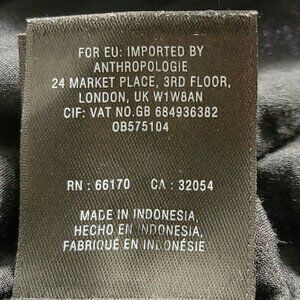 FOR EU: IMPORTED BY
ANTHROPOLOGIE
24 MARKET PLACE, 3RD FLOOR,
LONDON, UK W1W8AN
CIF: VAT NO.GB 684936382
OB575104
RN : 66170 CA : 32054
MADE IN INDONESIA,
HECHO EN INDONESIA,
FABRIQUÉ EN INDONÉSIE